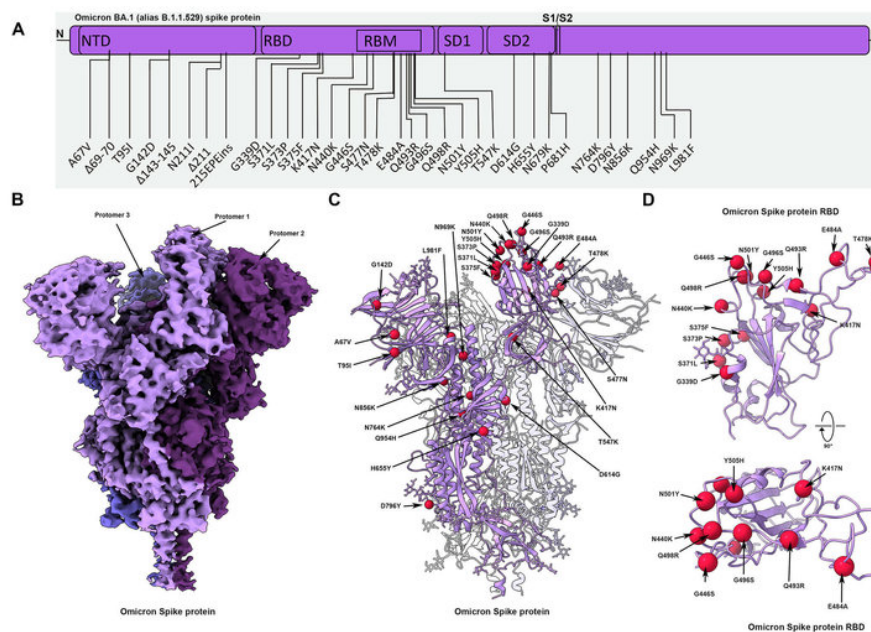 A
Omicron BA.1 (alias B.1.1.529) spike protein
S1/S2
N
NTD
RBD
RBM
SD1
SD2
A67V
Δ69-70
T95I
G142D
Δ143-145
N211I
Δ211
215EPEins
G339D
S371L
S373P
S375F
K417N
N440K
G446S
S477N
T478K
E484A
Q493R
G496S
Q498R
N501Y
Y505H
T547K
D614G
H655Y
N679K
P681H
N764K
D796Y
N856K
Q954H
N969K
L981F
B
Protomer 3
Protomer 1
Protomer 2
Omicron Spike protein
C
N969K
L981F
G142D
A67V
T95I
N856K
N764K
Q954H
H655Y
D796Y
Q498R
G446S
N440K
G496S
G339D
N501Y
Y505H
Q493R
E484A
S373P
S371L
S375F
T478K
S477N
K417N
T547K
D614G
Omicron Spike protein
D
Omicron Spike protein RBD
E484A
T478K
G446S
N501Y
G496S
Q493R
Y505H
Q498R
N440K
K417N
S375F
S373P
S371L
G339D
90°
Y505H
K417N
N501Y
N440K
Q498R
G446S
G496S
Q493R
E484A
Omicron Spike protein RBD